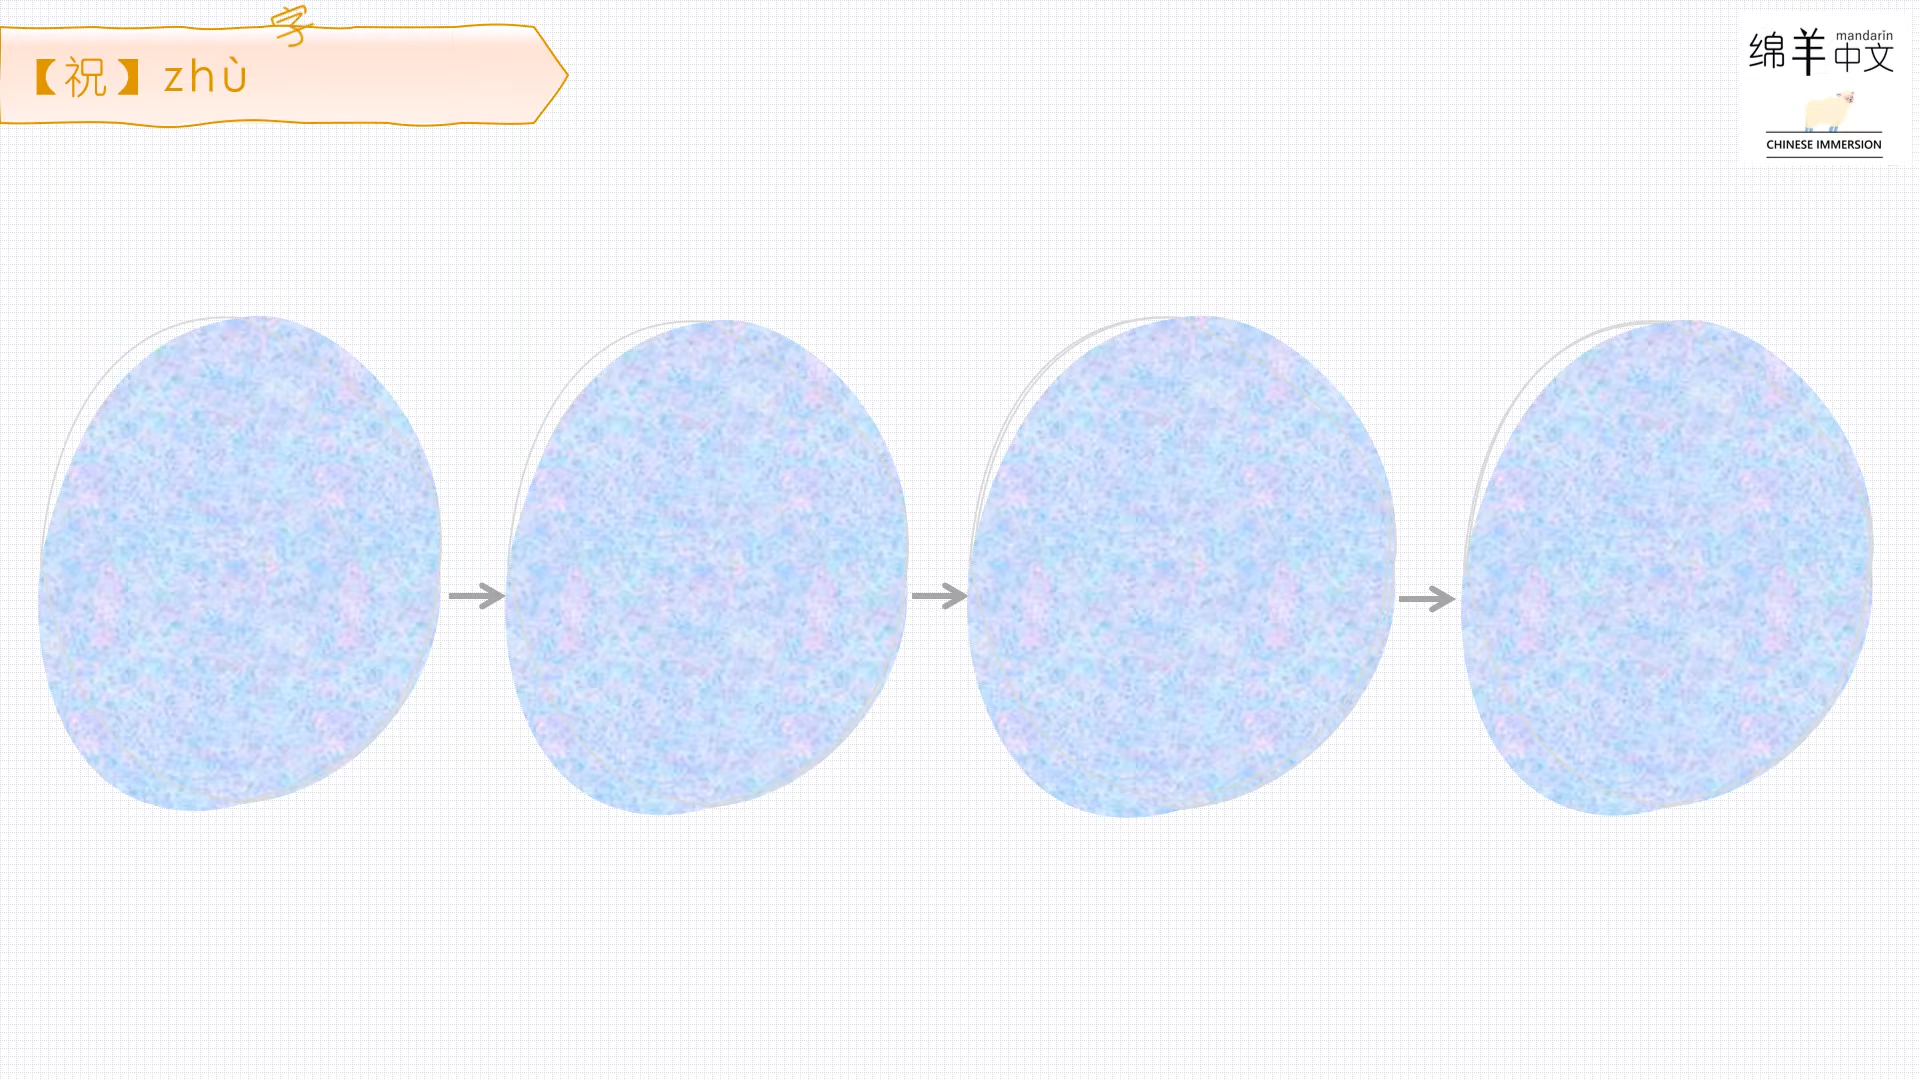 字
【祝】zhù
绵羊 mandarin
中文
CHINESE IMMERSION